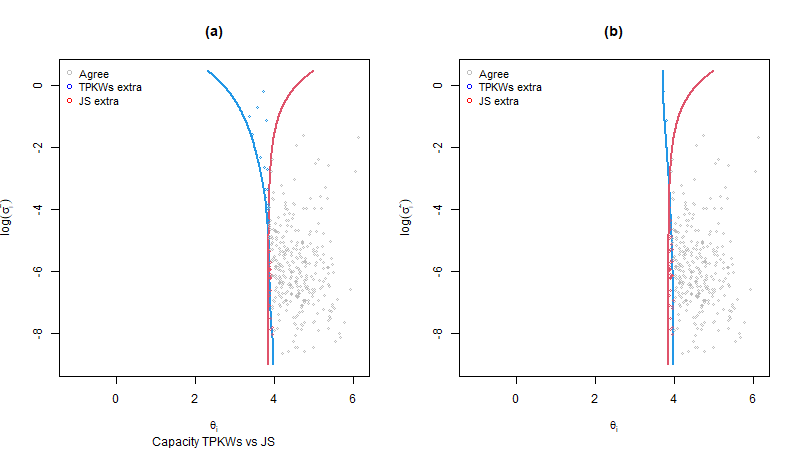 (a)
Agree
TPKWs extra
JS extra
0
-2
-4
-6
-8
log(σᵢ)
0
2
4
6
θᵢ
Capacity TPKWs vs JS
(b)
Agree
TPKWs extra
JS extra
0
-2
-4
-6
-8
log(σᵢ)
0
2
4
6
θᵢ